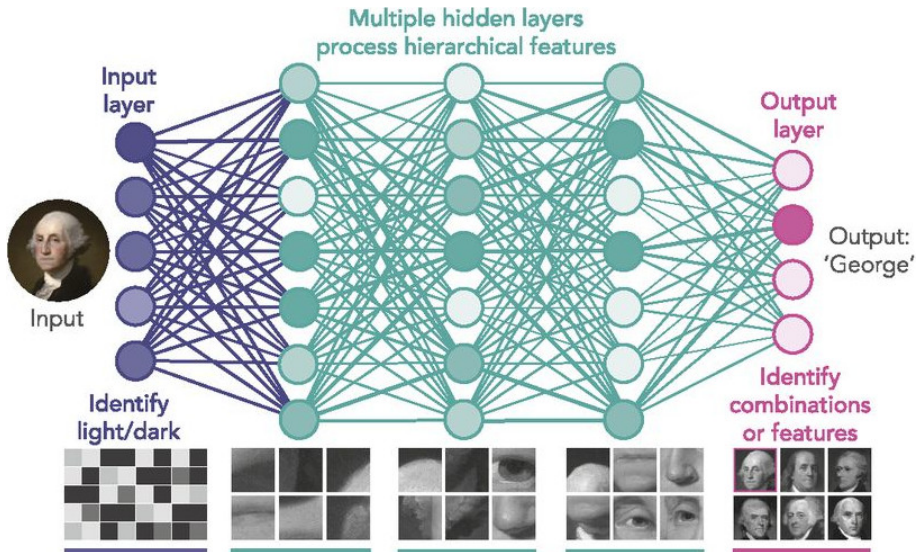 Multiple hidden layers
process hierarchical features
Input
layer
Output
layer
Input
Output:
‘George’
Identify
light/dark
Identify
combinations
or features